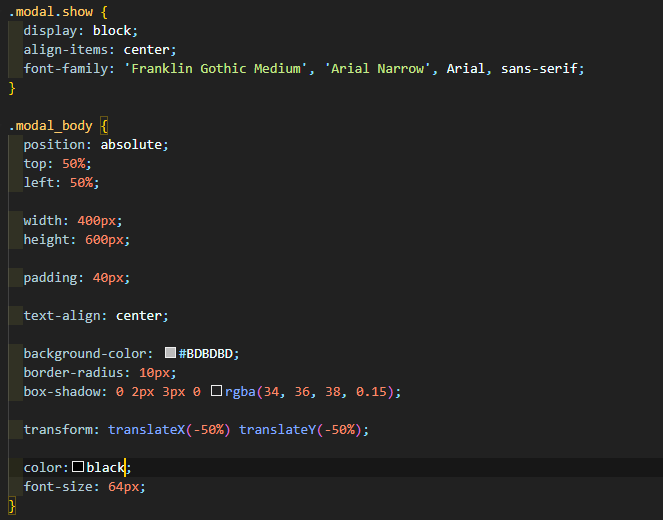 .modal.show {
  display: block;
  align-items: center;
  font-family: 'Franklin Gothic Medium', 'Arial Narrow', Arial, sans-serif;
}

.modal_body {
  position: absolute;
  top: 50%;
  left: 50%;

  width: 400px;
  height: 600px;

  padding: 40px;

  text-align: center;

  background-color: #BDBDBD;
  border-radius: 10px;
  box-shadow: 0 2px 3px 0 rgba(34, 36, 38, 0.15);

  transform: translateX(-50%) translateY(-50%);

  color:black;
  font-size: 64px;
}